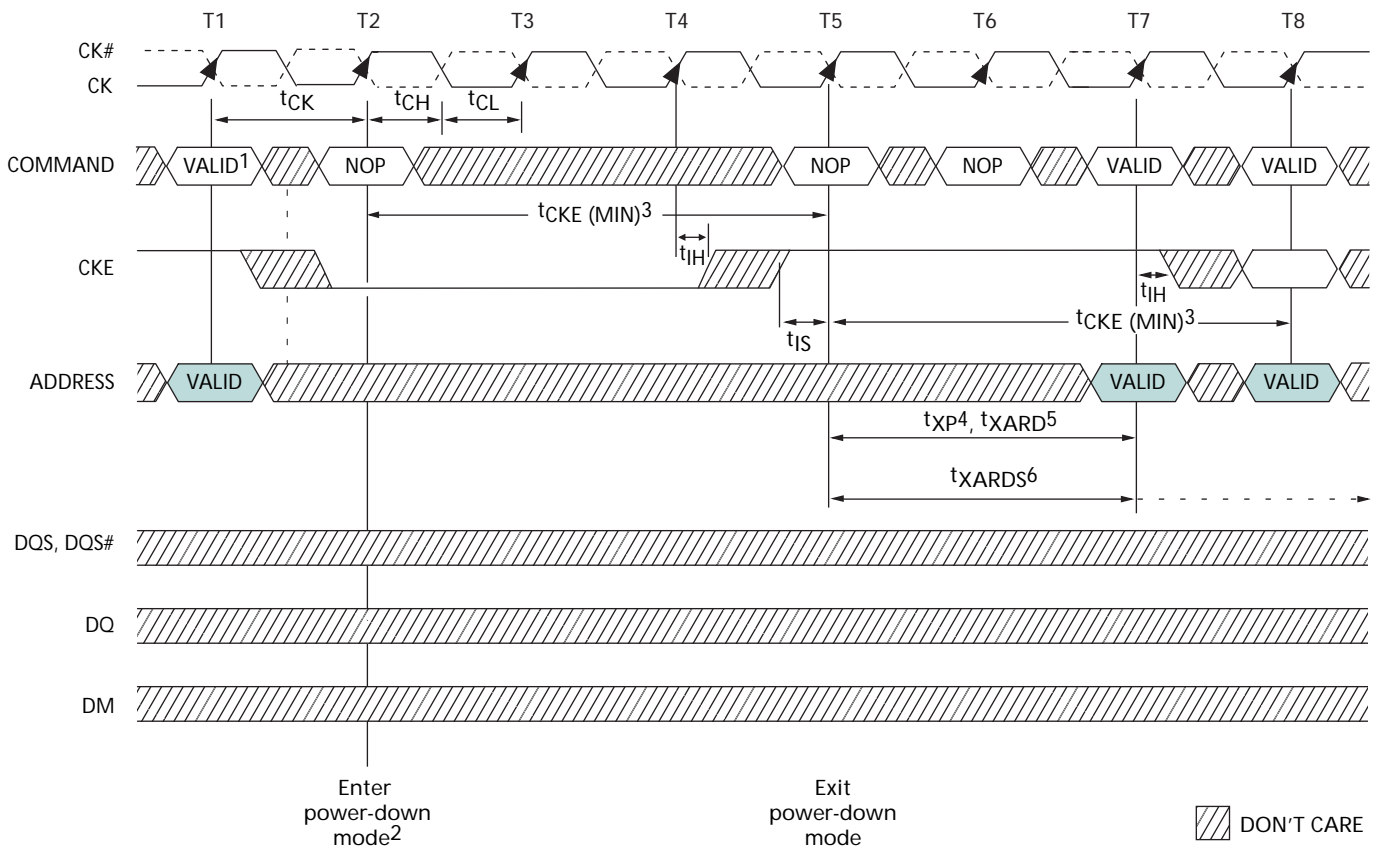 T1 T2 T3 T4 T5 T6 T7 T8
CK#
CK
tCK tCH tCL
COMMAND VALID1 NOP NOP NOP VALID VALID
tCKE (MIN)3
tIH
CKE
tIH
tCKE (MIN)3
tIS
ADDRESS VALID VALID VALID
tXP4, tXARD5
tXARDS6
DQS, DQS#
DQ
DM
Enter
power-down
mode2
Exit
power-down
mode
DON'T CARE